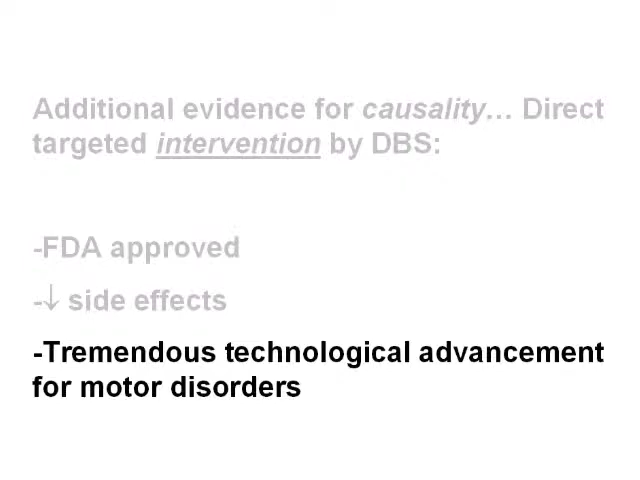 Additional evidence for causality... Direct
targeted intervention by DBS:
-FDA approved
-↓ side effects
-Tremendous technological advancement
for motor disorders